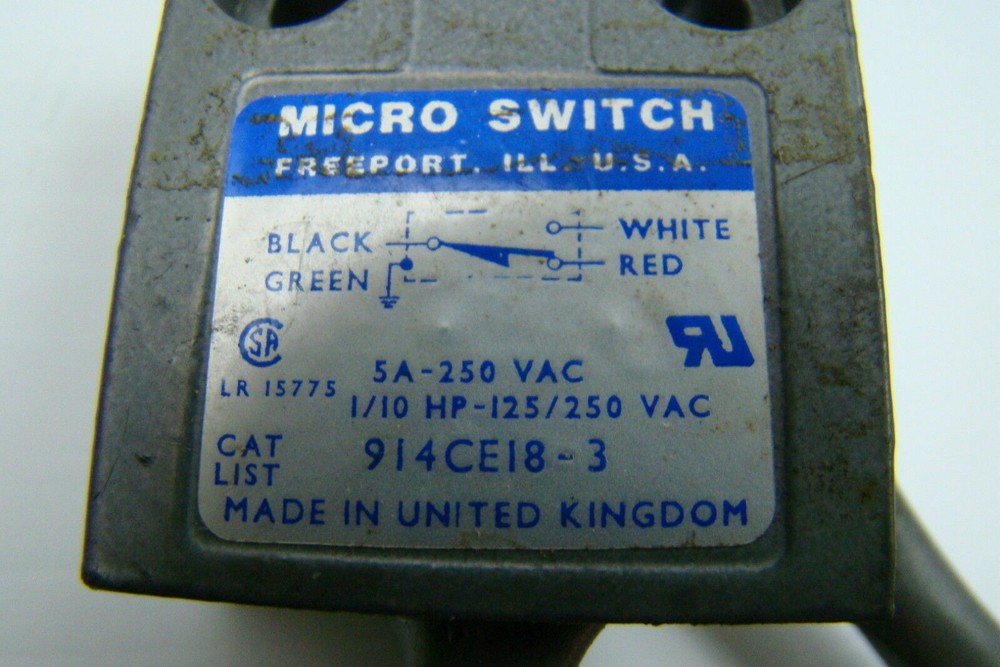 MICRO SWITCH
FREEPORT. ILL. U.S.A.
BLACK WHITE
GREEN RED
CSA
LR 15775
5A-250 VAC
1/10 HP-125/250 VAC
CAT LIST 914CE18-3
MADE IN UNITED KINGDOM